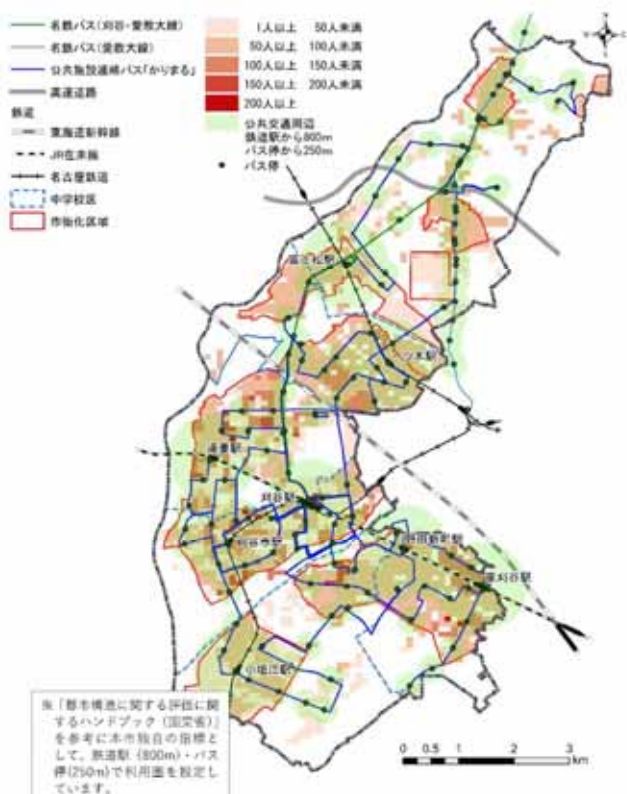 名鉄バス(刈谷・愛教大線)
名鉄バス(愛教大線)
公共施設連絡バス「かりまる」
高速道路
鉄道
東海道新幹線
JR在来線
名古屋鉄道
中学校区
市街化区域
1人以上 50人未満
50人以上 100人未満
100人以上 150人未満
150人以上 200人未満
200人以上
公共交通周辺
鉄道駅から800m
バス停から250m
バス停
富士松駅
一ツ木駅
逢妻駅
刈谷駅
刈谷市駅
野田新町駅
東刈谷駅
小垣江駅
※「都市構造に関する評価に関
するハンドブック（国交省）」
を参考に本市独自の指標と
して、鉄道駅（800m）・バス
停(250m)で利用圏を設定し
ています。
0 0.5 1 2 3
km